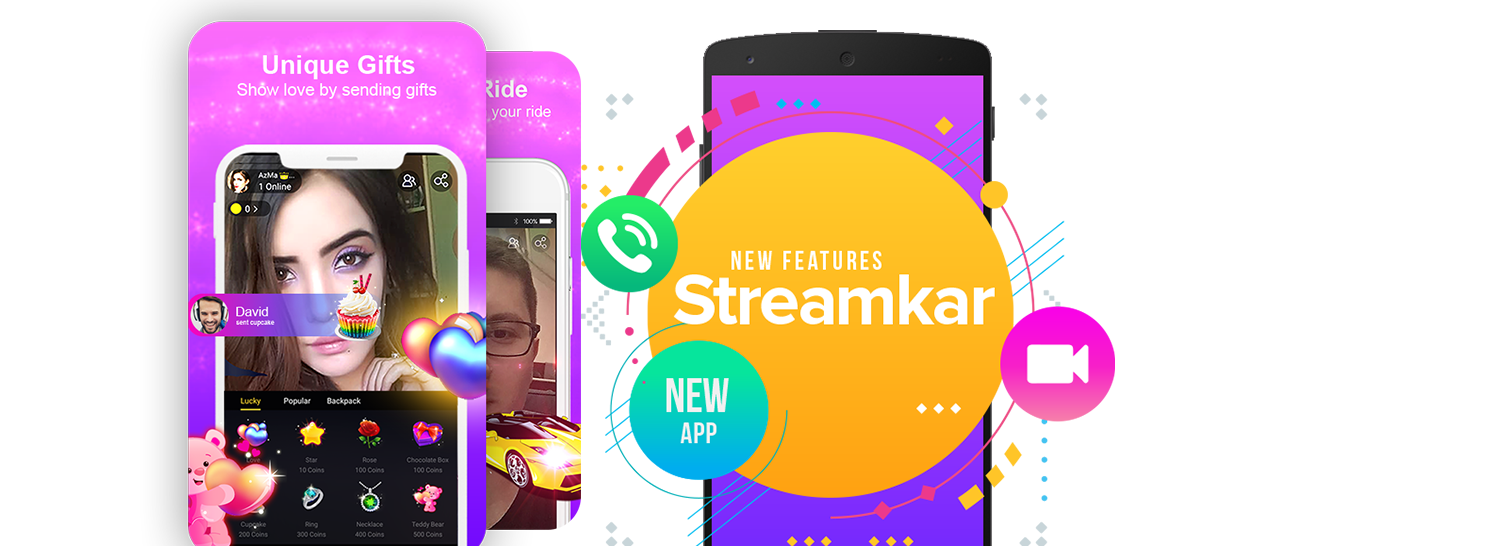 Unique Gifts
Show love by sending gifts
Ride
your ride
AzMa
1 Online
0
100%
David
sent cupcake
Lucky Popular Backpack
Love Star Rose Chocolate Box
10 Coins 100 Coins 100 Coins
Cupcake Ring Necklace Teddy Bear
200 Coins 300 Coins 400 Coins 500 Coins
NEW FEATURES
Streamkar
NEW
APP